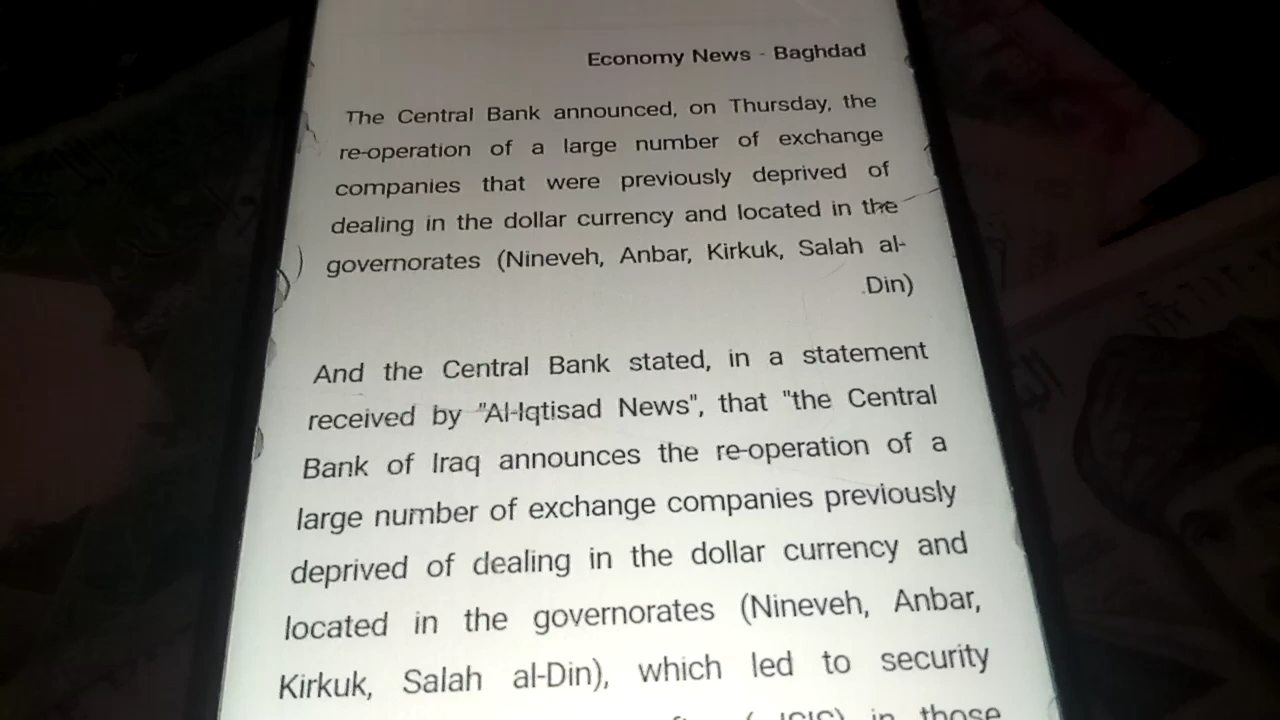 Economy News - Baghdad
The Central Bank announced, on Thursday, the
re-operation of a large number of exchange
companies that were previously deprived of
dealing in the dollar currency and located in the
governorates (Nineveh, Anbar, Kirkuk, Salah al-
.Din)
And the Central Bank stated, in a statement
received by "Al-Iqtisad News", that "the Central
Bank of Iraq announces the re-operation of a
large number of exchange companies previously
deprived of dealing in the dollar currency and
located in the governorates (Nineveh, Anbar,
Kirkuk, Salah al-Din), which led to security
in those